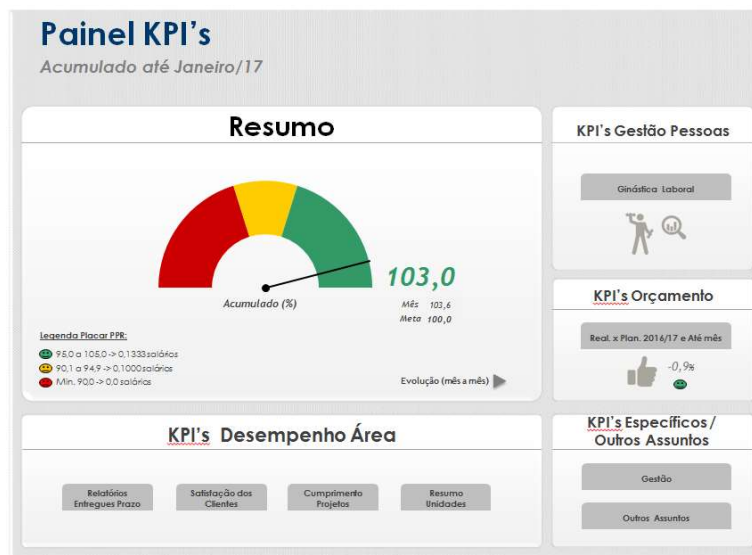 Painel KPI's
Acumulado até Janeiro/17
Resumo
103,0
Acumulado (%)
Mês 103,6
Meta 100,0
Legenda Placar PPR:
95,0 a 105,0 -> 0,1333 salários
90,1 a 94,9 -> 0,1000 salários
Min. 90,0 -> 0,0 salários
Evolução (mês a mês)
KPI's Gestão Pessoas
Ginástica Laboral
KPI's Orçamento
Real. x Plan. 2016/17 e Até mês
-0,9%
KPI's Desempenho Área
Relatórios
Entregues Prazo
Satisfação dos
Clientes
Cumprimento
Projetos
Resumo
Unidades
KPI's Específicos /
Outros Assuntos
Gestão
Outros Assuntos